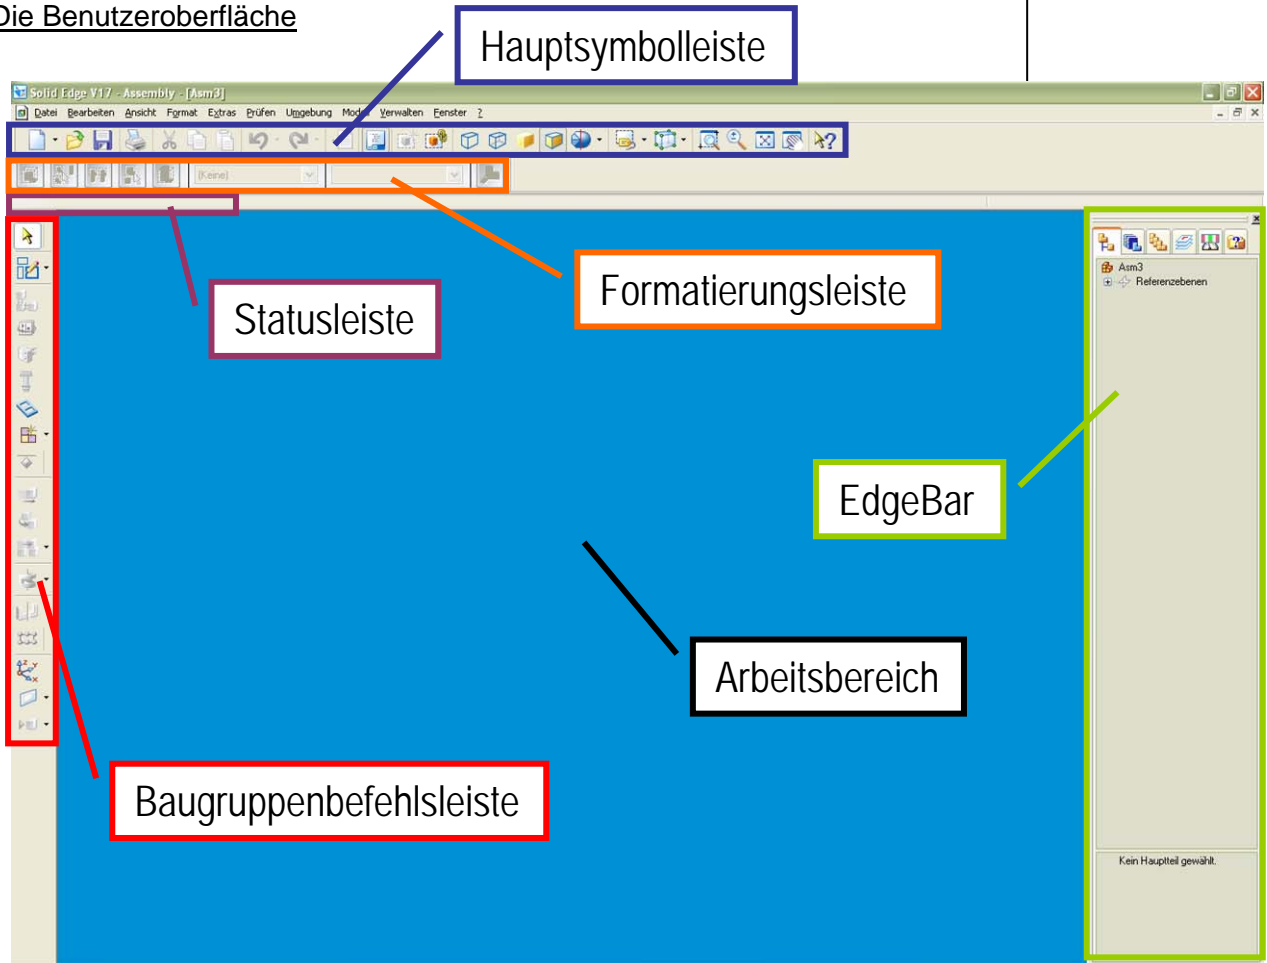 Die Benutzeroberfläche
Hauptsymbolleiste
Solid Edge V17 - Assembly - [Asm3]
Datei Bearbeiten Ansicht Format Extras Prüfen Umgebung Verwalten Fenster ?
(Keine)
Asm3
Referenzebenen
Formatierungsleiste
Statusleiste
EdgeBar
Arbeitsbereich
Baugruppenbefehlsleiste
Kein Hauptteil gewählt.